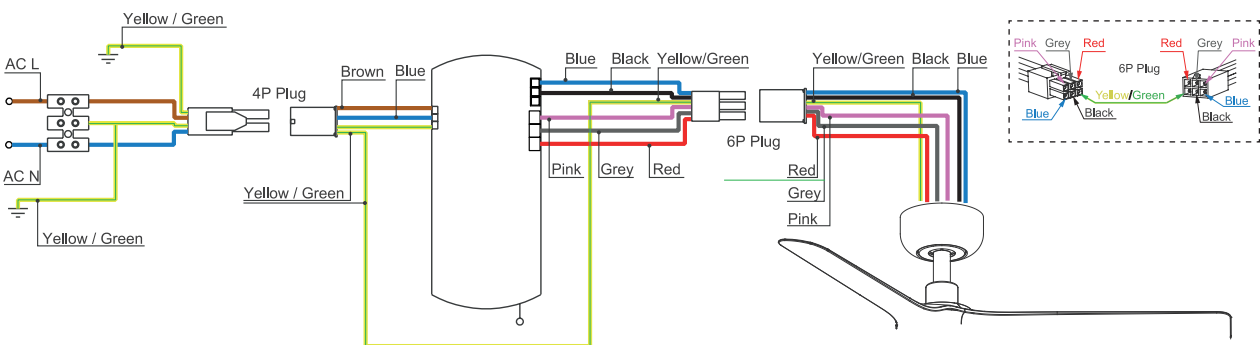 Yellow / Green
AC L
AC N
Yellow / Green
4P Plug
Brown
Blue
Yellow / Green
Blue
Black
Yellow/Green
Pink
Grey
Red
6P Plug
Yellow/Green
Black
Blue
Red
Grey
Pink
Pink
Grey
Red
Red
Grey
Pink
6P Plug
Yellow/Green
Blue
Black
Black
Blue